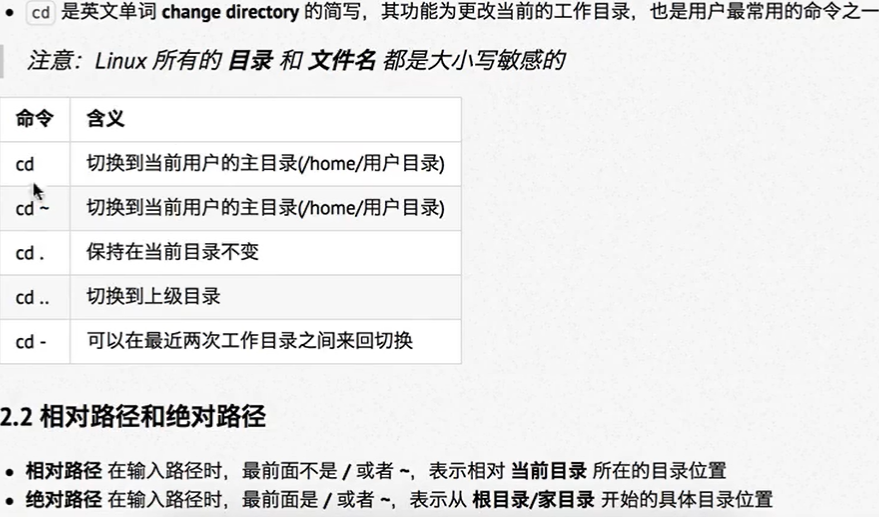 • cd 是英文单词 change directory 的简写，其功能为更改当前的工作目录，也是用户最常用的命令之一
注意：Linux 所有的 目录 和 文件名 都是大小写敏感的
命令 含义
cd 切换到当前用户的主目录(/home/用户目录)
cd ~ 切换到当前用户的主目录(/home/用户目录)
cd . 保持在当前目录不变
cd .. 切换到上级目录
cd - 可以在最近两次工作目录之间来回切换
2.2 相对路径和绝对路径
• 相对路径 在输入路径时，最前面不是 / 或者 ~，表示相对 当前目录 所在的目录位置
• 绝对路径 在输入路径时，最前面是 / 或者 ~，表示从 根目录/家目录 开始的具体目录位置